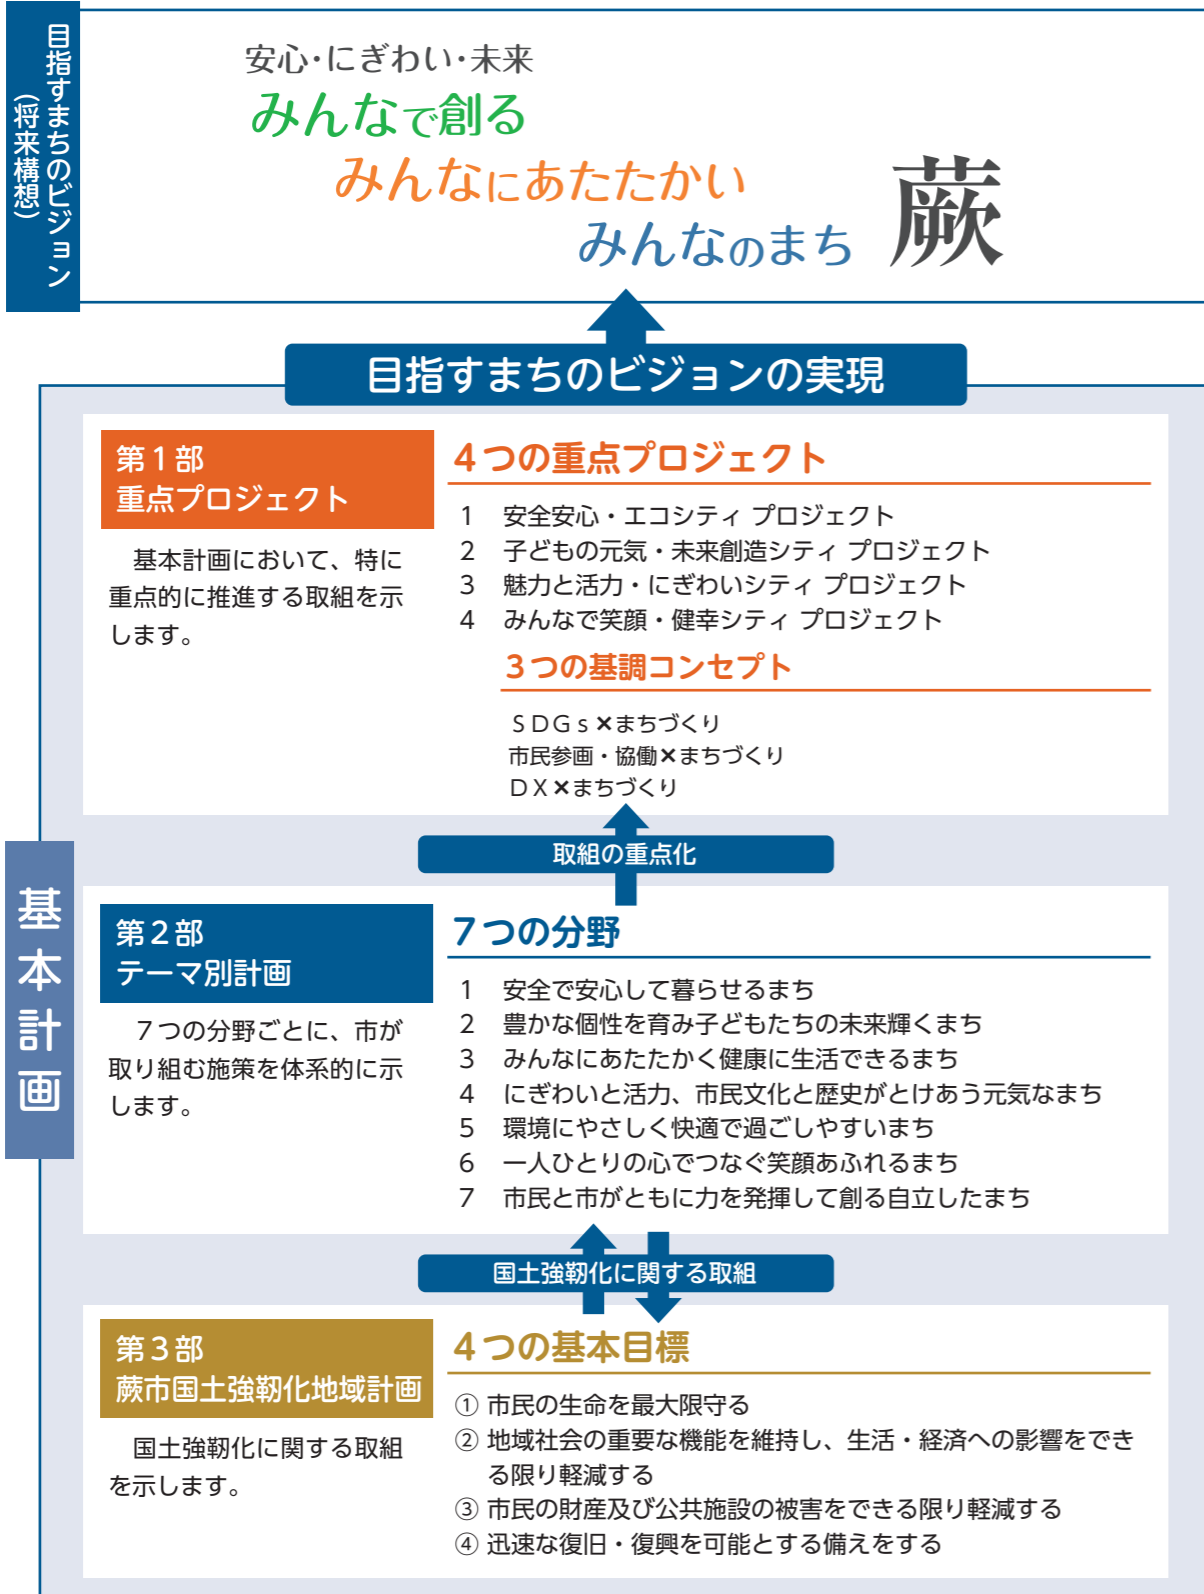 目指すまちのビジョン
（将来構想）
安心・にぎわい・未来
みんなで創る
みんなにあたたかい
みんなのまち
蕨
目指すまちのビジョンの実現
基本計画
第１部
重点プロジェクト
基本計画において、特に
重点的に推進する取組を示
します。
４つの重点プロジェクト
1 安全安心・エコシティ プロジェクト
2 子どもの元気・未来創造シティ プロジェクト
3 魅力と活力・にぎわいシティ プロジェクト
4 みんなで笑顔・健幸シティ プロジェクト
３つの基調コンセプト
ＳＤＧｓ×まちづくり
市民参画・協働×まちづくり
ＤＸ×まちづくり
取組の重点化
第２部
テーマ別計画
７つの分野ごとに、市が
取り組む施策を体系的に示
します。
７つの分野
1 安全で安心して暮らせるまち
2 豊かな個性を育み子どもたちの未来輝くまち
3 みんなにあたたかく健康に生活できるまち
4 にぎわいと活力、市民文化と歴史がとけあう元気なまち
5 環境にやさしく快適で過ごしやすいまち
6 一人ひとりの心でつなぐ笑顔あふれるまち
7 市民と市がともに力を発揮して創る自立したまち
国土強靭化に関する取組
第３部
蕨市国土強靭化地域計画
国土強靭化に関する取組
を示します。
４つの基本目標
① 市民の生命を最大限守る
② 地域社会の重要な機能を維持し、生活・経済への影響をでき
る限り軽減する
③ 市民の財産及び公共施設の被害をできる限り軽減する
④ 迅速な復旧・復興を可能とする備えをする